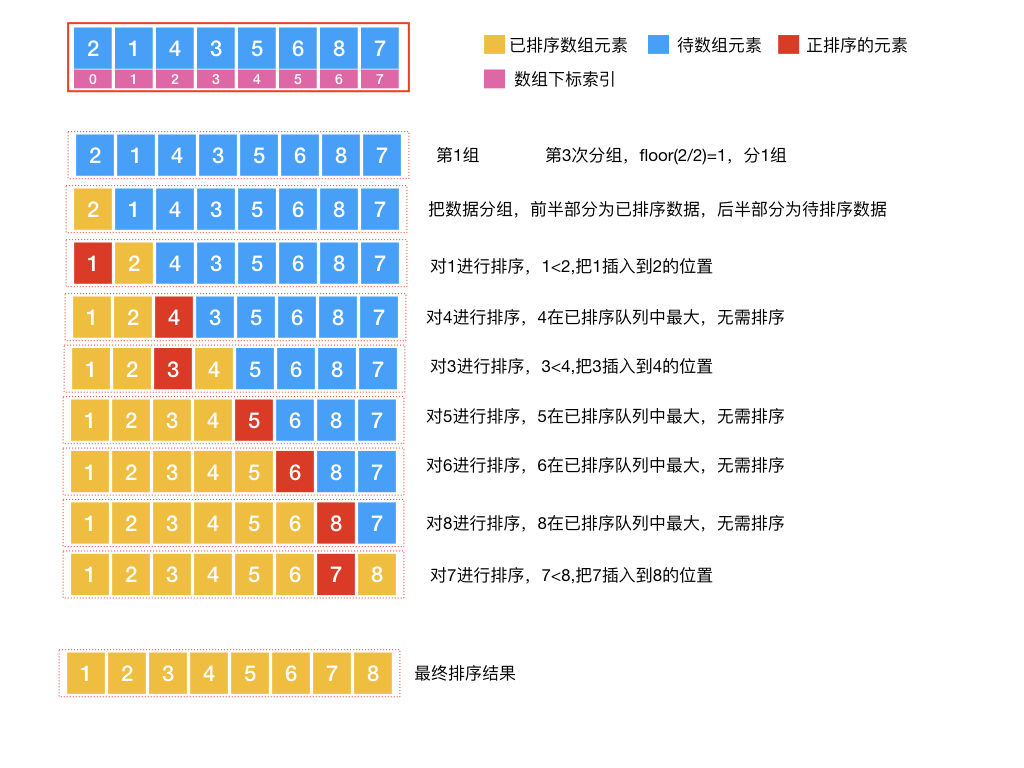 2 1 4 3 5 6 8 7
0 1 2 3 4 5 6 7
已排序数组元素 待数组元素 正排序的元素
数组下标索引
2 1 4 3 5 6 8 7 第1组 第3次分组，floor(2/2)=1，分1组
2 1 4 3 5 6 8 7 把数据分组，前半部分为已排序数据，后半部分为待排序数据
1 2 4 3 5 6 8 7 对1进行排序，1<2,把1插入到2的位置
1 2 4 3 5 6 8 7 对4进行排序，4在已排序队列中最大，无需排序
1 2 3 4 5 6 8 7 对3进行排序，3<4,把3插入到4的位置
1 2 3 4 5 6 8 7 对5进行排序，5在已排序队列中最大，无需排序
1 2 3 4 5 6 8 7 对6进行排序，6在已排序队列中最大，无需排序
1 2 3 4 5 6 8 7 对8进行排序，8在已排序队列中最大，无需排序
1 2 3 4 5 6 7 8 对7进行排序，7<8,把7插入到8的位置
1 2 3 4 5 6 7 8 最终排序结果